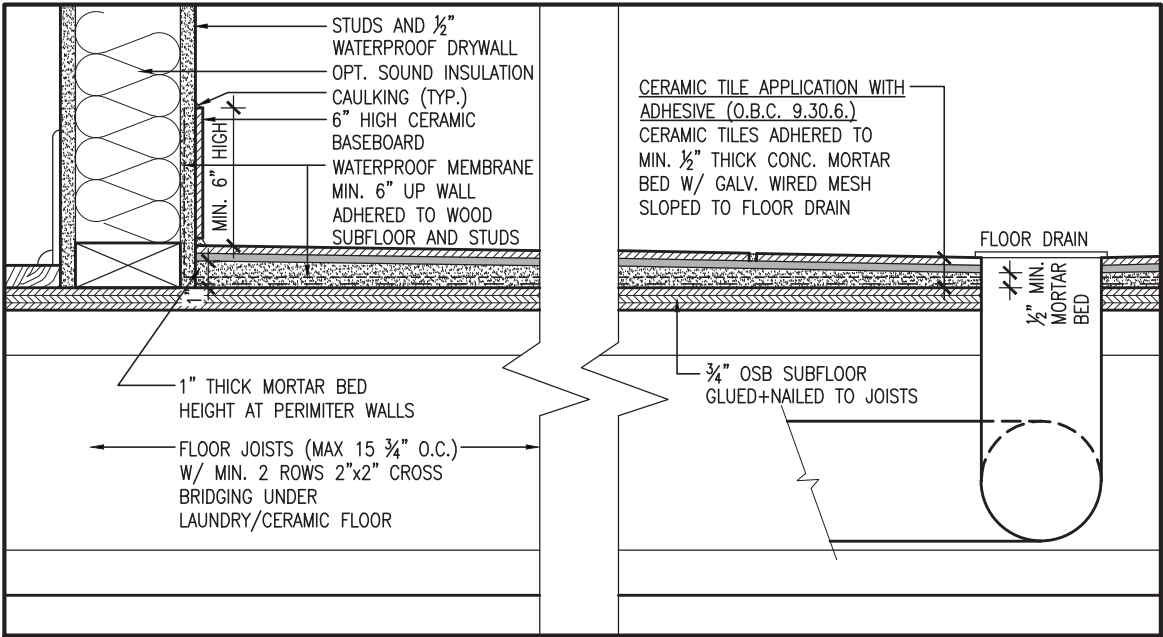 STUDS AND ½"
WATERPROOF DRYWALL
OPT. SOUND INSULATION
CAULKING (TYP.)
6" HIGH CERAMIC
BASEBOARD
WATERPROOF MEMBRANE
MIN. 6" UP WALL
ADHERED TO WOOD
SUBFLOOR AND STUDS
MIN. 6" HIGH
1"
1" THICK MORTAR BED
HEIGHT AT PERIMITER WALLS
FLOOR JOISTS (MAX 15 ¾" O.C.)
W/ MIN. 2 ROWS 2"x2" CROSS
BRIDGING UNDER
LAUNDRY/CERAMIC FLOOR
CERAMIC TILE APPLICATION WITH
ADHESIVE (O.B.C. 9.30.6.)
CERAMIC TILES ADHERED TO
MIN. ½" THICK CONC. MORTAR
BED W/ GALV. WIRED MESH
SLOPED TO FLOOR DRAIN
FLOOR DRAIN
½" MIN.
MORTAR
BED
¾" OSB SUBFLOOR
GLUED+NAILED TO JOISTS